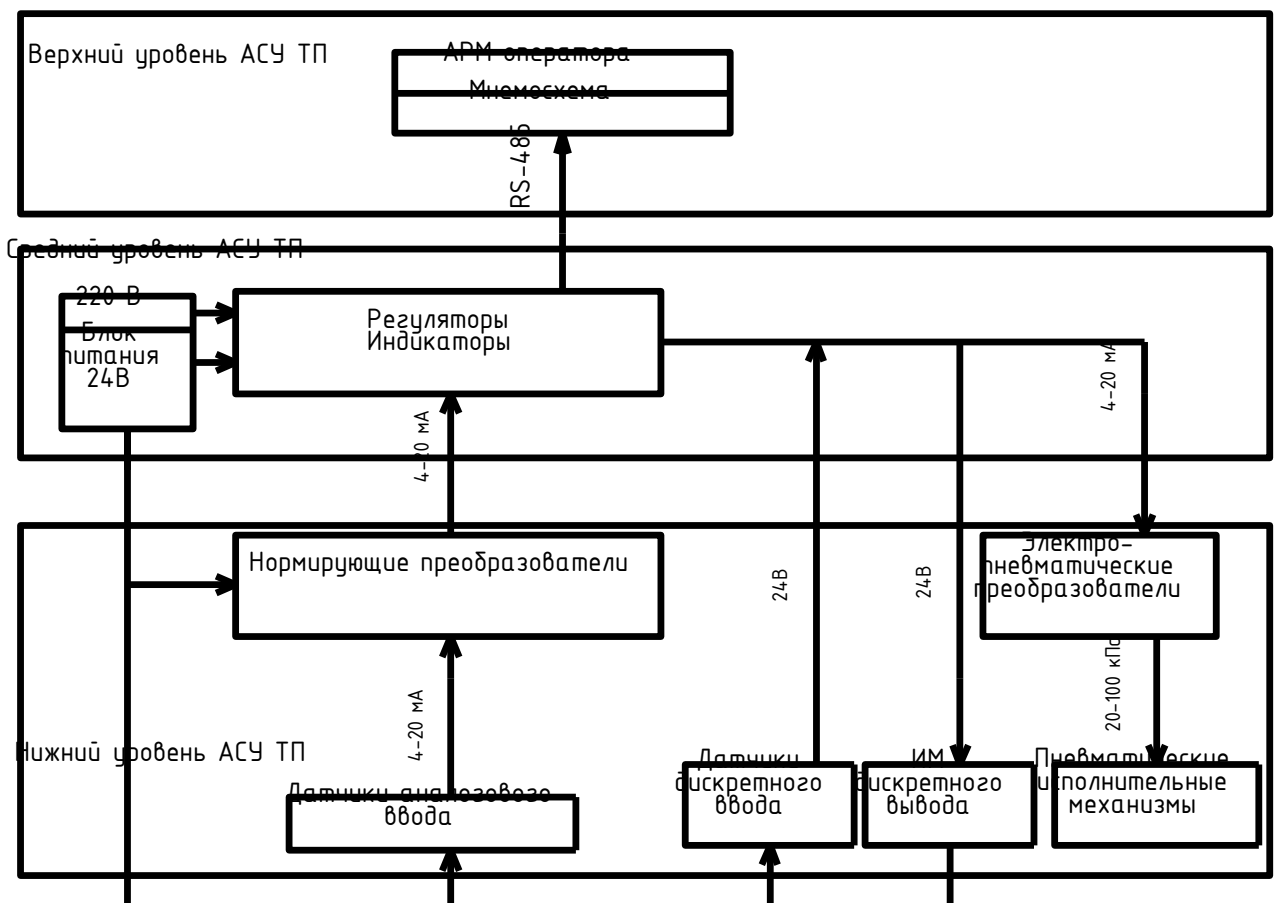 Верхний уровень АСУ ТП
АРМ оператора
Мнемосхема
RS-485
Средний уровень АСУ ТП
220 В
Блок
питания
24В
Регуляторы
Индикаторы
4-20 мА
4-20 мА
Нормирующие преобразователи
24В
24В
Электро-
пневматические
преобразователи
4-20 мА
20-100 кПа
Нижний уровень АСУ ТП
Датчики аналогового
ввода
Датчики
дискретного
ввода
ИМ
дискретного
вывода
Пневматические
исполнительные
механизмы